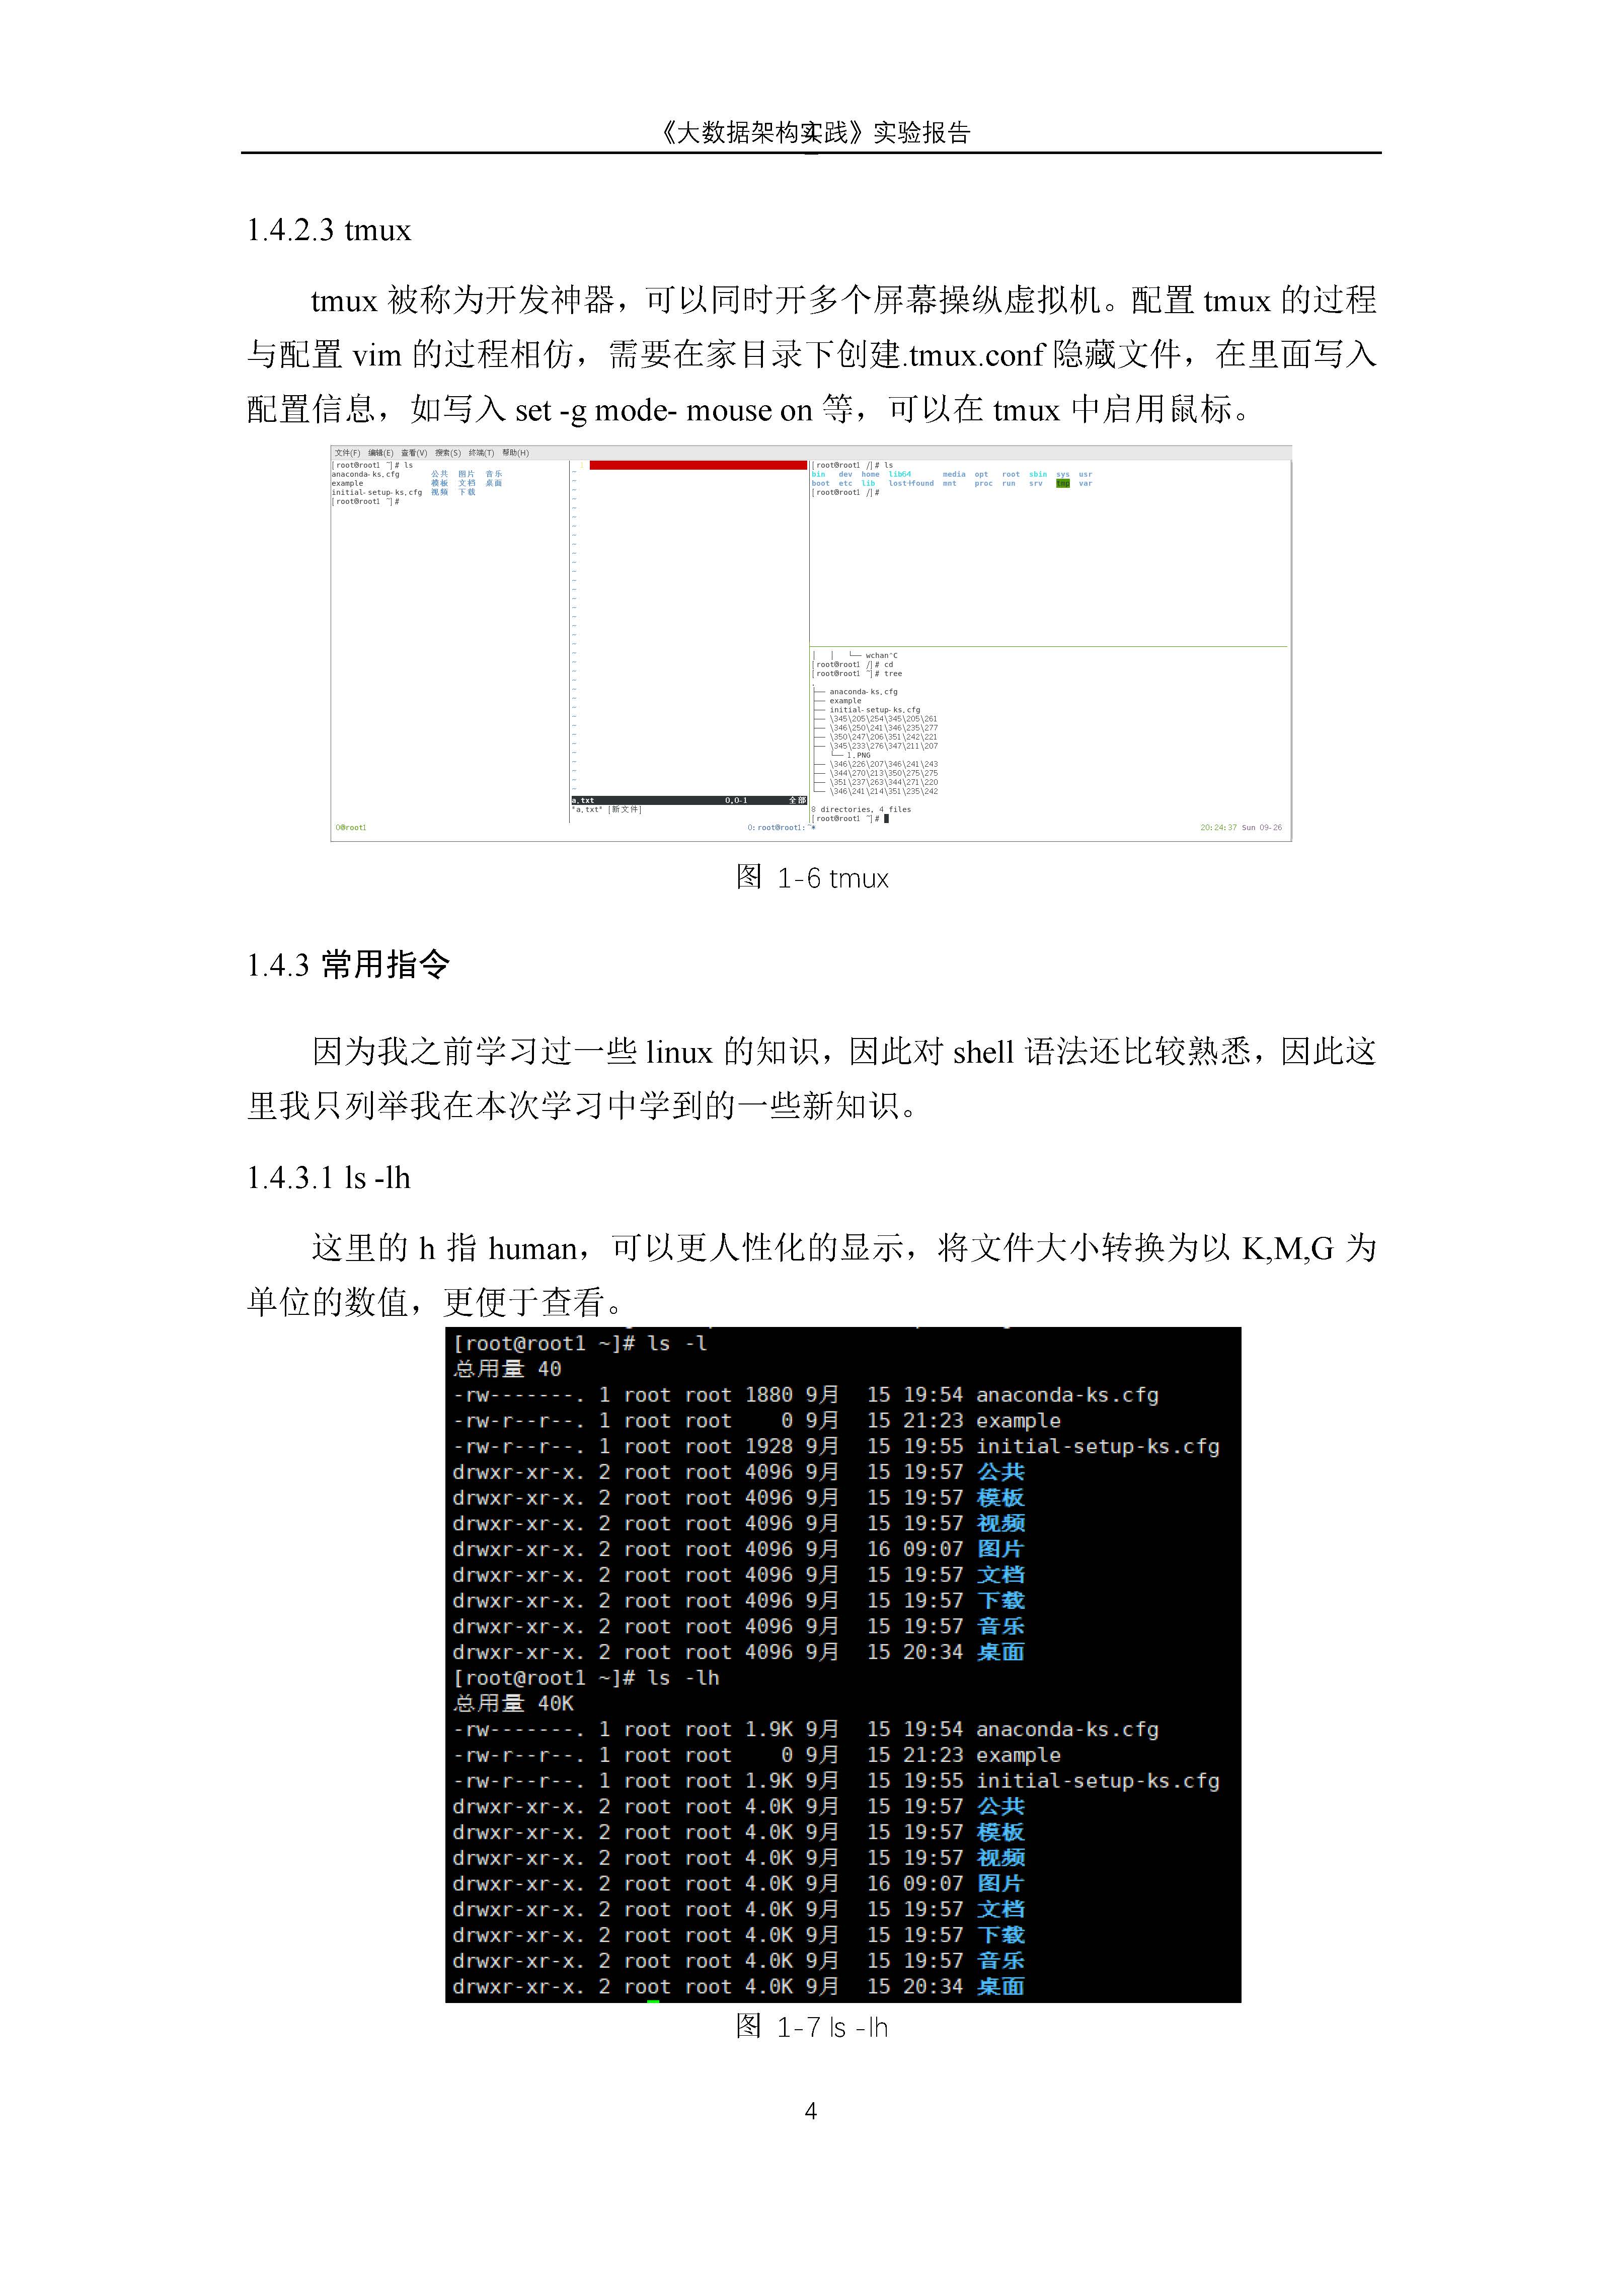 《大数据架构实践》实验报告
1.4.2.3 tmux
tmux 被称为开发神器，可以同时开多个屏幕操纵虚拟机。配置 tmux 的过程
与配置 vim 的过程相仿，需要在家目录下创建.tmux.conf 隐藏文件，在里面写入
配置信息，如写入 set -g mode- mouse on 等，可以在 tmux 中启用鼠标。
文件(F) 编辑(E) 查看(V) 搜索(S) 终端(T) 帮助(H)
[root@root1 ~]# ls
anaconda-ks.cfg 公共 图片 音乐
example 模板 文档 桌面
initial-setup-ks.cfg 视频 下载
[root@root1 ~]#
a.txt 0,0-1 全部
"a.txt" [新文件]
[root@root1 /]# ls
bin dev home lib64 media opt root sbin sys usr
boot etc lib lost+found mnt proc run srv tmp var
[root@root1 /]#
│ │ └── wchan^C
[root@root1 /]# cd
[root@root1 ~]# tree
.
├── anaconda-ks.cfg
├── example
├── initial-setup-ks.cfg
├── \345\205\254\345\205\261
├── \346\250\241\346\235\277
├── \350\247\206\351\242\221
├── \345\233\276\347\211\207
│ └── 1.PNG
├── \346\226\207\346\241\243
├── \344\270\213\350\275\275
├── \351\237\263\344\271\220
└── \346\241\214\351\235\242
8 directories, 4 files
[root@root1 ~]#
0@root1 0:root@root1:~* 20:24:37 Sun 09-26
图 1-6 tmux
1.4.3 常用指令
因为我之前学习过一些 linux 的知识，因此对 shell 语法还比较熟悉，因此这
里我只列举我在本次学习中学到的一些新知识。
1.4.3.1 ls -lh
这里的 h 指 human，可以更人性化的显示，将文件大小转换为以 K,M,G 为
单位的数值，更便于查看。
[root@root1 ~]# ls -l
总用量 40
-rw-------. 1 root root 1880 9月 15 19:54 anaconda-ks.cfg
-rw-r--r--. 1 root root 0 9月 15 21:23 example
-rw-r--r--. 1 root root 1928 9月 15 19:55 initial-setup-ks.cfg
drwxr-xr-x. 2 root root 4096 9月 15 19:57 公共
drwxr-xr-x. 2 root root 4096 9月 15 19:57 模板
drwxr-xr-x. 2 root root 4096 9月 15 19:57 视频
drwxr-xr-x. 2 root root 4096 9月 16 09:07 图片
drwxr-xr-x. 2 root root 4096 9月 15 19:57 文档
drwxr-xr-x. 2 root root 4096 9月 15 19:57 下载
drwxr-xr-x. 2 root root 4096 9月 15 19:57 音乐
drwxr-xr-x. 2 root root 4096 9月 15 20:34 桌面
[root@root1 ~]# ls -lh
总用量 40K
-rw-------. 1 root root 1.9K 9月 15 19:54 anaconda-ks.cfg
-rw-r--r--. 1 root root 0 9月 15 21:23 example
-rw-r--r--. 1 root root 1.9K 9月 15 19:55 initial-setup-ks.cfg
drwxr-xr-x. 2 root root 4.0K 9月 15 19:57 公共
drwxr-xr-x. 2 root root 4.0K 9月 15 19:57 模板
drwxr-xr-x. 2 root root 4.0K 9月 15 19:57 视频
drwxr-xr-x. 2 root root 4.0K 9月 16 09:07 图片
drwxr-xr-x. 2 root root 4.0K 9月 15 19:57 文档
drwxr-xr-x. 2 root root 4.0K 9月 15 19:57 下载
drwxr-xr-x. 2 root root 4.0K 9月 15 19:57 音乐
drwxr-xr-x. 2 root root 4.0K 9月 15 20:34 桌面
图 1-7 ls -lh
4